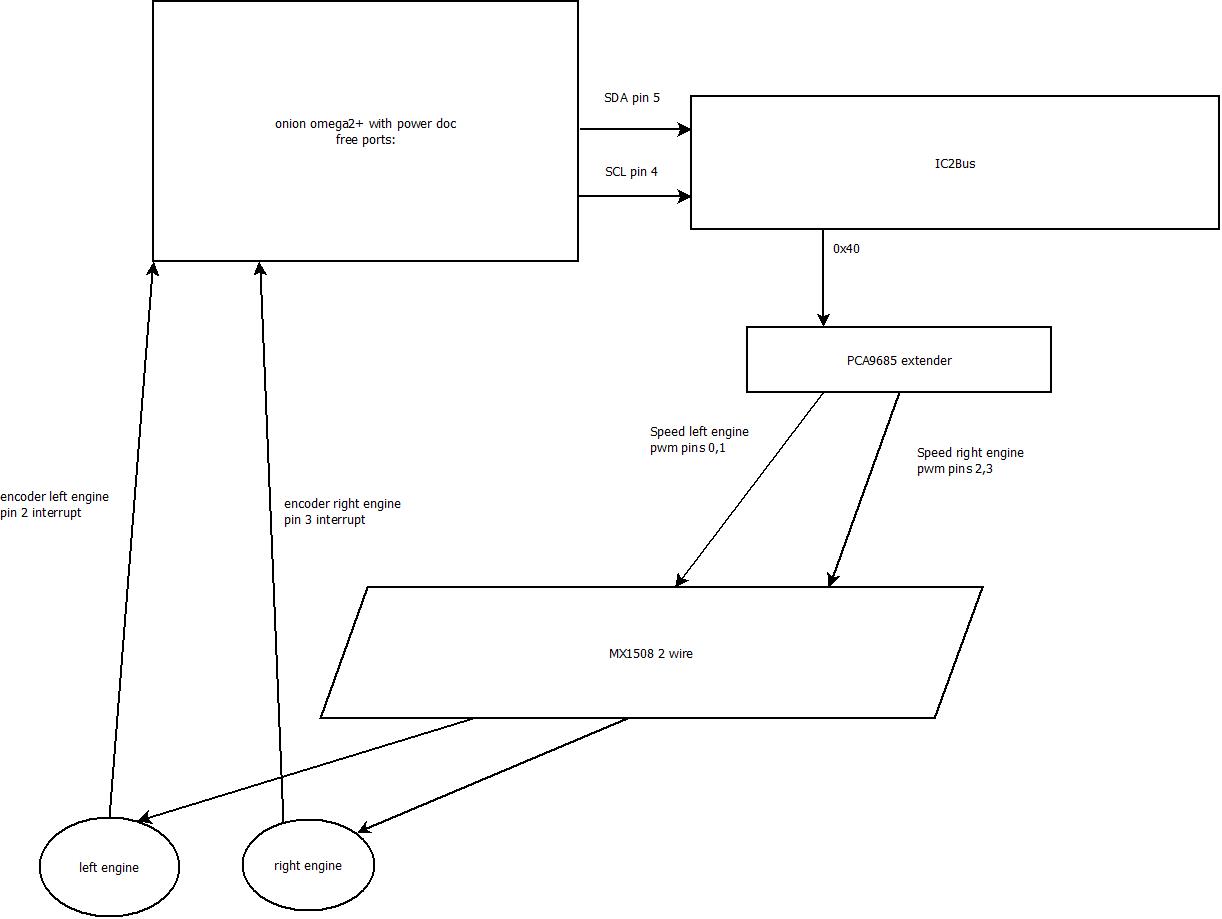 onion omega2+ with power doc
free ports:
SDA pin 5
SCL pin 4
IC2Bus
0x40
PCA9685 extender
Speed left engine
pwm pins 0,1
Speed right engine
pwm pins 2,3
encoder left engine
pin 2 interrupt
encoder right engine
pin 3 interrupt
MX1508 2 wire
left engine
right engine